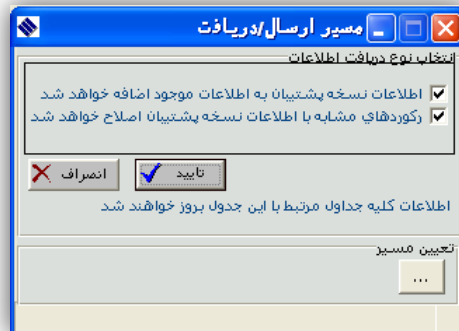 مسیر ارسال/دریافت
انتخاب نوع دریافت اطلاعات
اطلاعات نسخه پشتیبان به اطلاعات موجود اضافه خواهد شد
رکوردهاي مشابه با اطلاعات نسخه پشتیبان اصلاح خواهد شد
تایید
انصراف
اطلاعات کلیه جداول مرتبط با این جدول بروز خواهند شد
تعیین مسیر
...